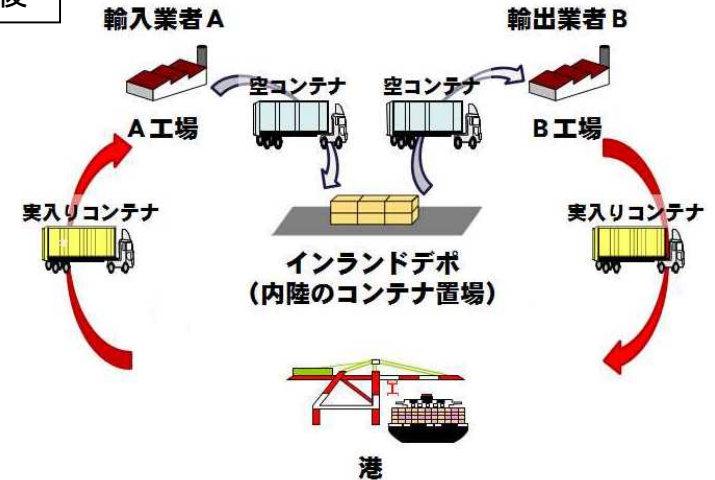 後
輸入業者A
輸出業者B
空コンテナ
空コンテナ
A工場
B工場
実入りコンテナ
実入りコンテナ
インランドデポ
(内陸のコンテナ置場)
港